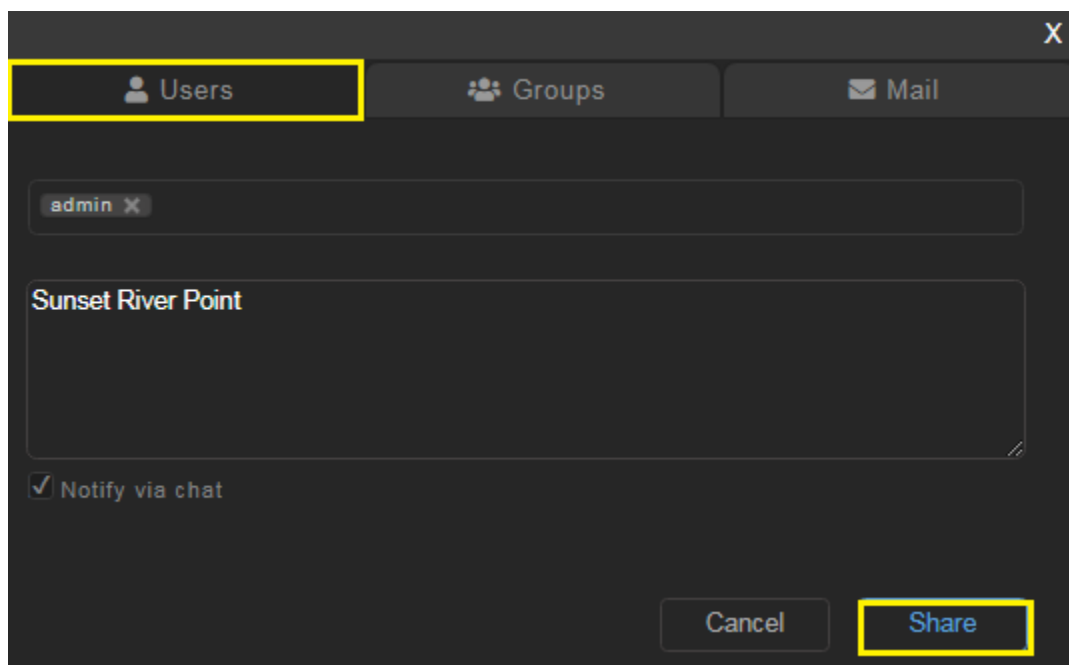 X
Users
Groups
Mail
admin
Sunset River Point
Notify via chat
Cancel
Share